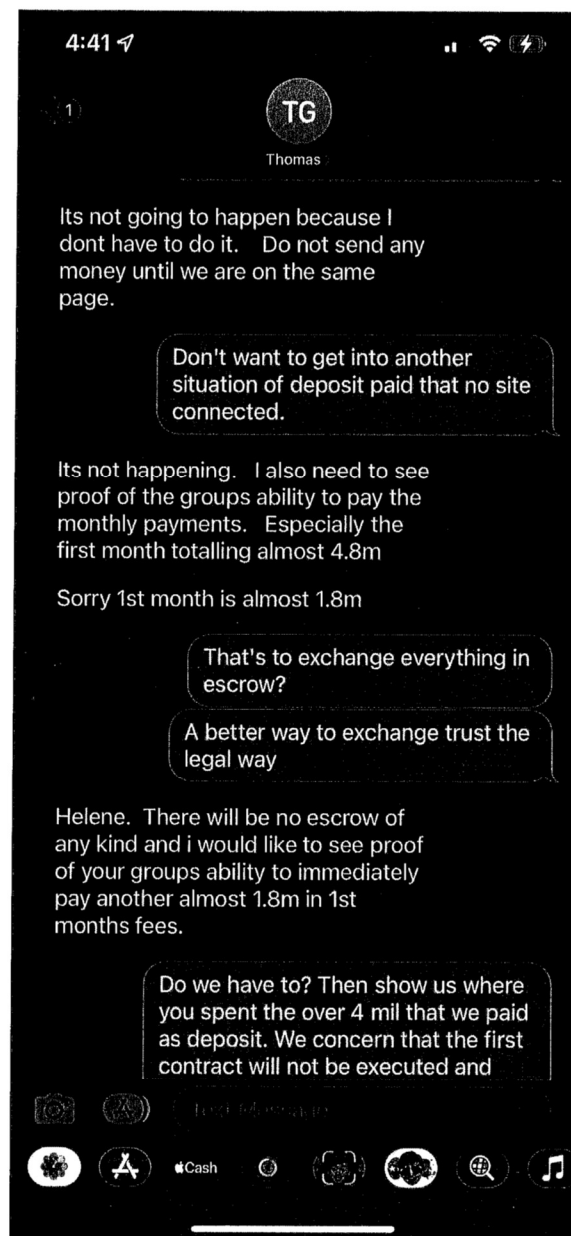 4:41
1
TG
Thomas
Its not going to happen because I
dont have to do it. Do not send any
money until we are on the same
page.
Don't want to get into another
situation of deposit paid that no site
connected.
Its not happening. I also need to see
proof of the groups ability to pay the
monthly payments. Especially the
first month totalling almost 4.8m
Sorry 1st month is almost 1.8m
That's to exchange everything in
escrow?
A better way to exchange trust the
legal way
Helene. There will be no escrow of
any kind and i would like to see proof
of your groups ability to immediately
pay another almost 1.8m in 1st
months fees.
Do we have to? Then show us where
you spent the over 4 mil that we paid
as deposit. We concern that the first
contract will not be executed and
Text Message
Cash